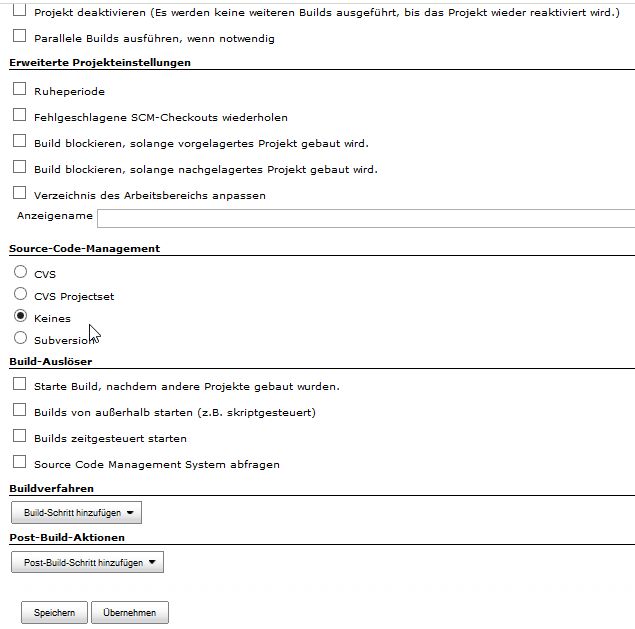 Projekt deaktivieren (Es werden keine weiteren Builds ausgeführt, bis das Projekt wieder reaktiviert wird.)
Parallele Builds ausführen, wenn notwendig
Erweiterte Projekteinstellungen
Ruheperiode
Fehlgeschlagene SCM-Checkouts wiederholen
Build blockieren, solange vorgelagertes Projekt gebaut wird.
Build blockieren, solange nachgelagertes Projekt gebaut wird.
Verzeichnis des Arbeitsbereichs anpassen
Anzeigename
Source-Code-Management
CVS
CVS Projectset
Keines
Subversion
Build-Auslöser
Starte Build, nachdem andere Projekte gebaut wurden.
Builds von außerhalb starten (z.B. skriptgesteuert)
Builds zeitgesteuert starten
Source Code Management System abfragen
Buildverfahren
Build-Schritt hinzufügen
Post-Build-Aktionen
Post-Build-Schritt hinzufügen
Speichern Übernehmen